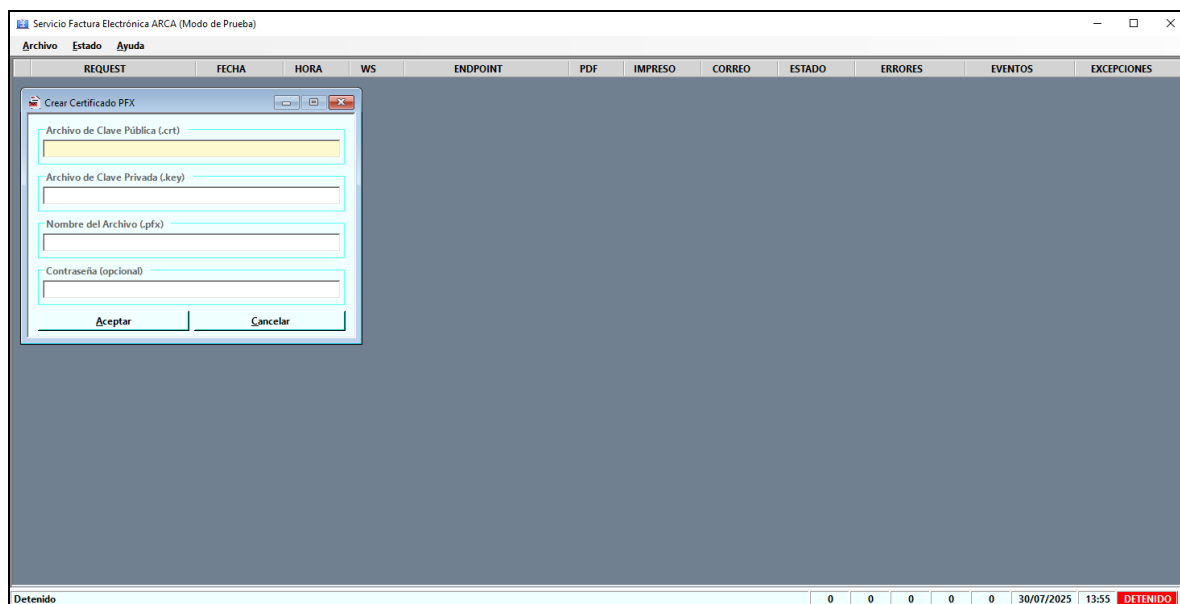 Servicio Factura Electrónica ARCA (Modo de Prueba)
Archivo Estado Ayuda
REQUEST FECHA HORA WS ENDPOINT PDF IMPRESO CORREO ESTADO ERRORES EVENTOS EXCEPCIONES
Crear Certificado PFX
Archivo de Clave Pública (.crt)
Archivo de Clave Privada (.key)
Nombre del Archivo (.pfx)
Contraseña (opcional)
Aceptar Cancelar
Detenido 0 0 0 0 0 30/07/2025 13:55 DETENIDO